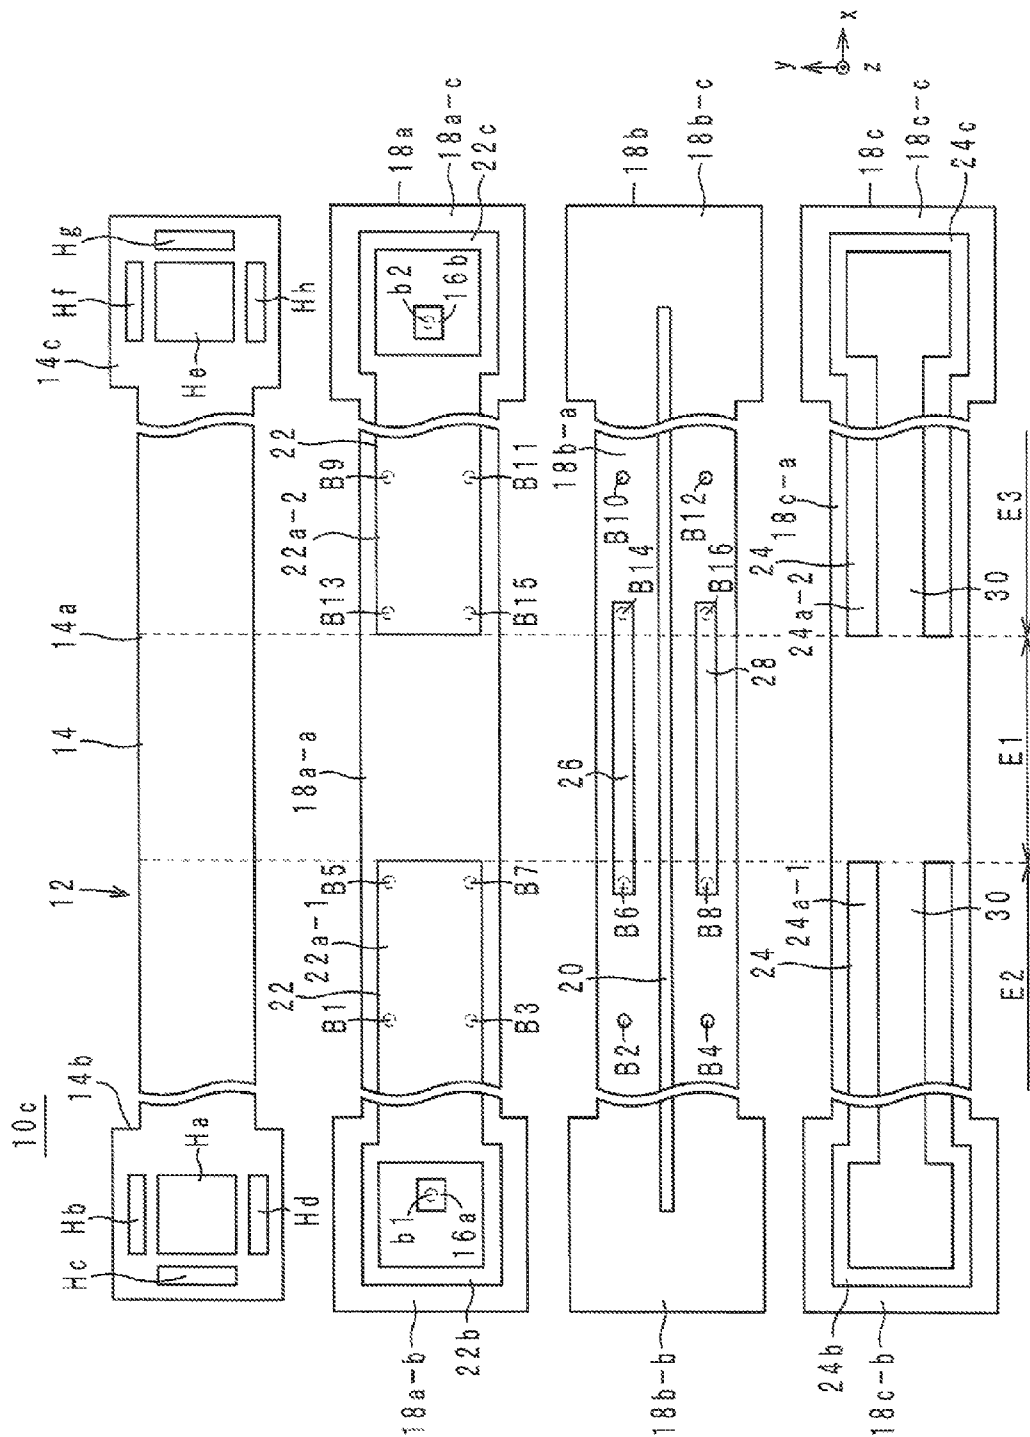 10c
12
14
14a
14b
14c
Hb
Ha
Hc
Hd
Hf
Hg
He
Hh
22
22a-1
18a-a
22a-2
22
B1
B5
B13
B9
18a
18a-c
22c
b1
16a
b2
16b
B3
B7
B15
B11
18a-b
22b
20
26
18b-a
B2
B6
B14
B10
18b
18b-c
B4
B8
B16
B12
28
18b-b
24
24a-1
24a-2
24
18c-a
18c
18c-c
24c
24b
18c-b
30
30
E2
E1
E3
y
x
z